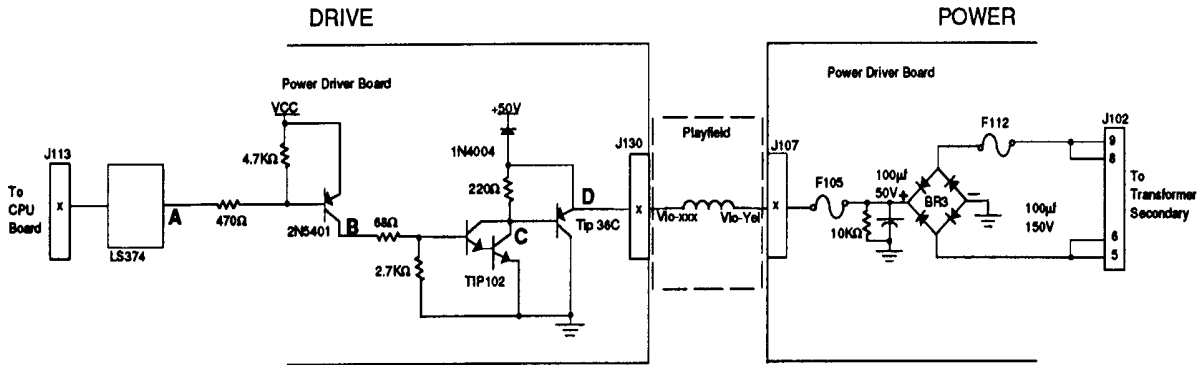 DRIVE
POWER
Power Driver Board
VCC
4.7KΩ
J113
To
CPU
Board
x
LS374
A
470Ω
2N5401
B
68Ω
2.7KΩ
+50V
1N4004
220Ω
C
TIP102
D
Tip 36C
J130
x
Playfield
Vio-xxx
Vio-Yel
J107
x
Power Driver Board
F105
10KΩ
100µf
50V
+
BR3
−
F112
100µf
150V
J102
9
8
6
5
To
Transformer
Secondary